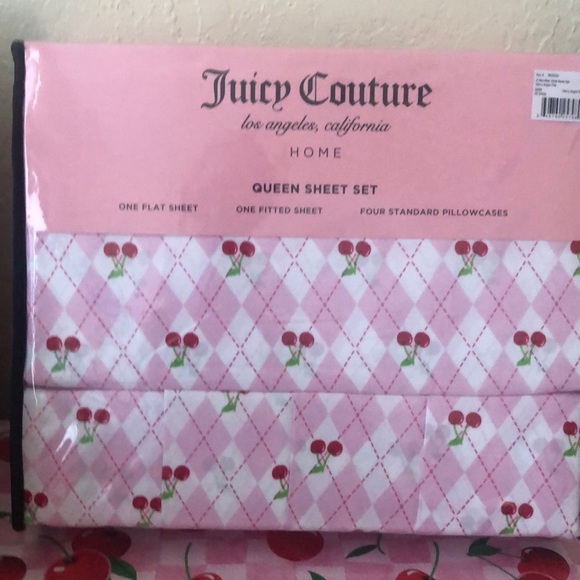 Juicy Couture
los angeles, california
HOME
QUEEN SHEET SET
ONE FLAT SHEET ONE FITTED SHEET FOUR STANDARD PILLOWCASES